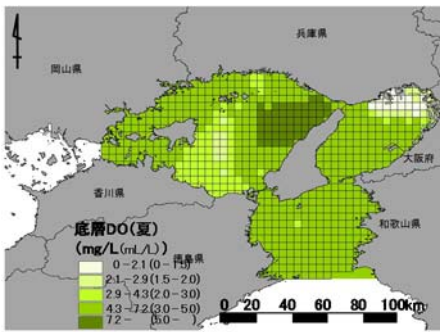 兵庫県
岡山県
大阪府
香川県
和歌山県
徳島県
底層DO(夏)
(mg/L(mL/L))
0-2.1(0-1.5)
2.1-2.9(1.5-2.0)
2.9-4.3(2.0-3.0)
4.3-7.2(3.0-5.0)
7.2- (5.0- )
0 20 40 60 80 100
km